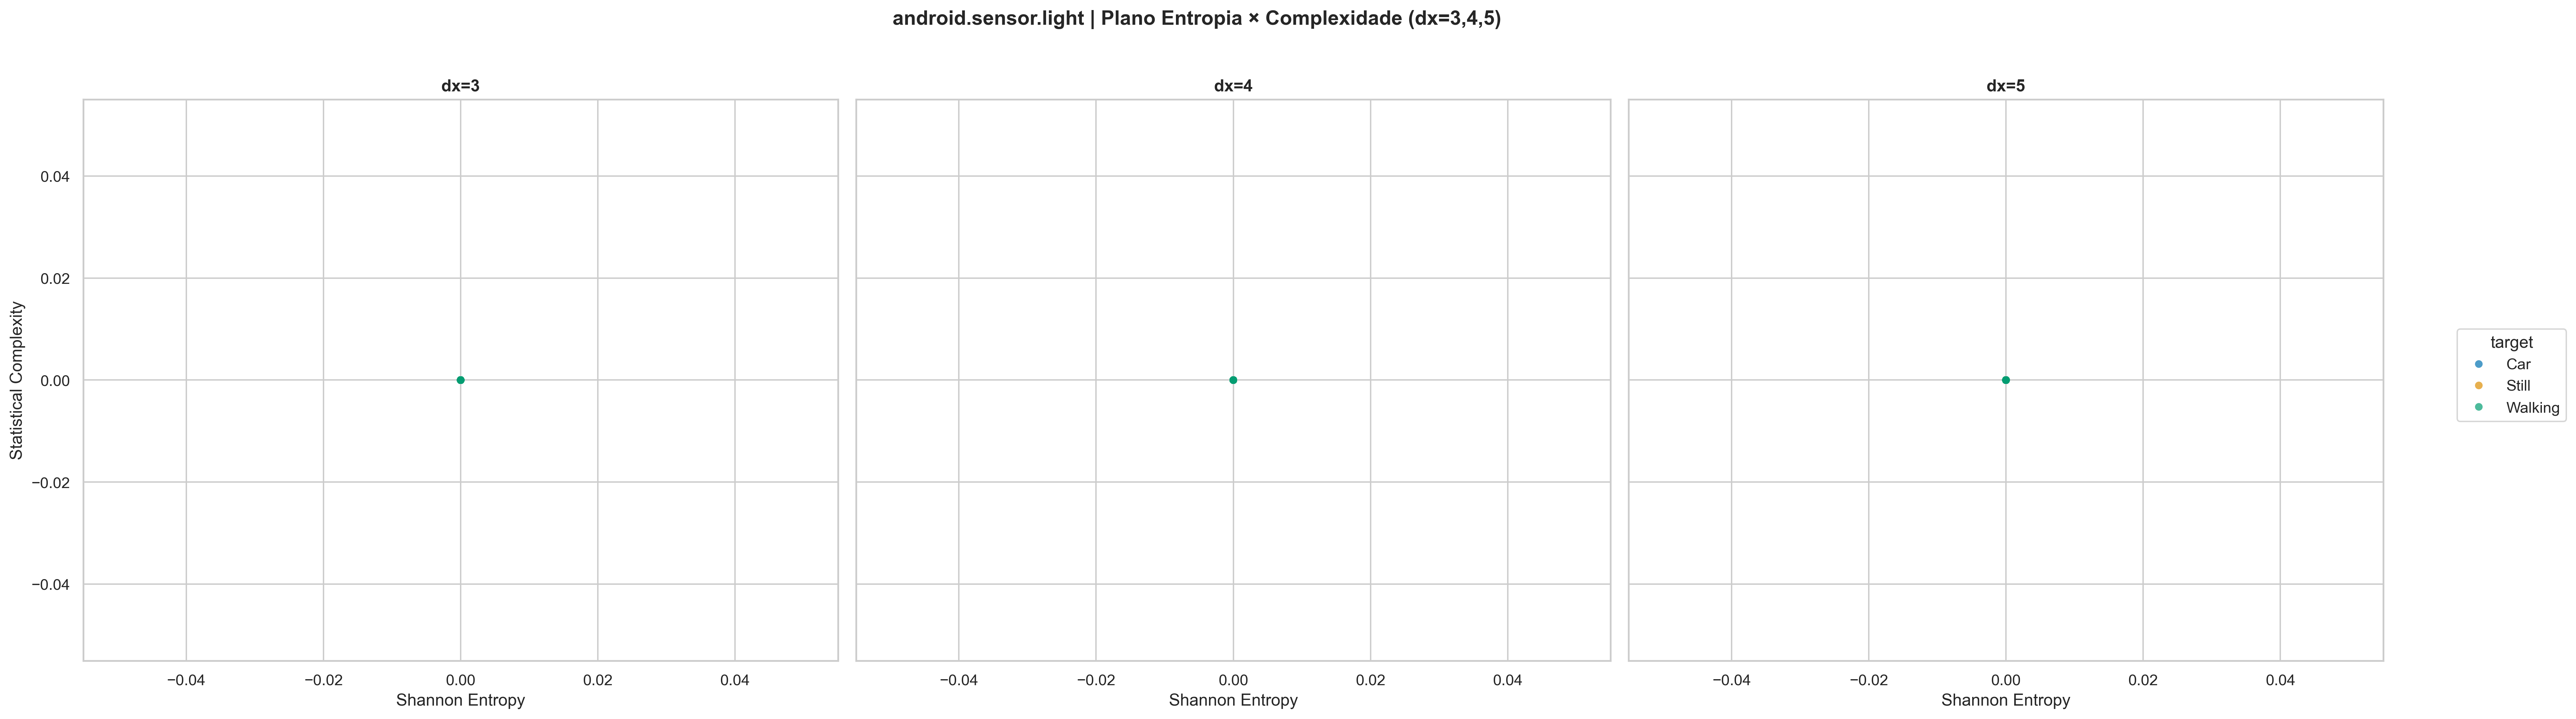 android.sensor.light | Plano Entropia × Complexidade (dx=3,4,5)
dx=3
dx=4
dx=5
Statistical Complexity
0.04
0.02
0.00
−0.02
−0.04
−0.04 −0.02 0.00 0.02 0.04
Shannon Entropy
−0.04 −0.02 0.00 0.02 0.04
Shannon Entropy
−0.04 −0.02 0.00 0.02 0.04
Shannon Entropy
target
Car
Still
Walking